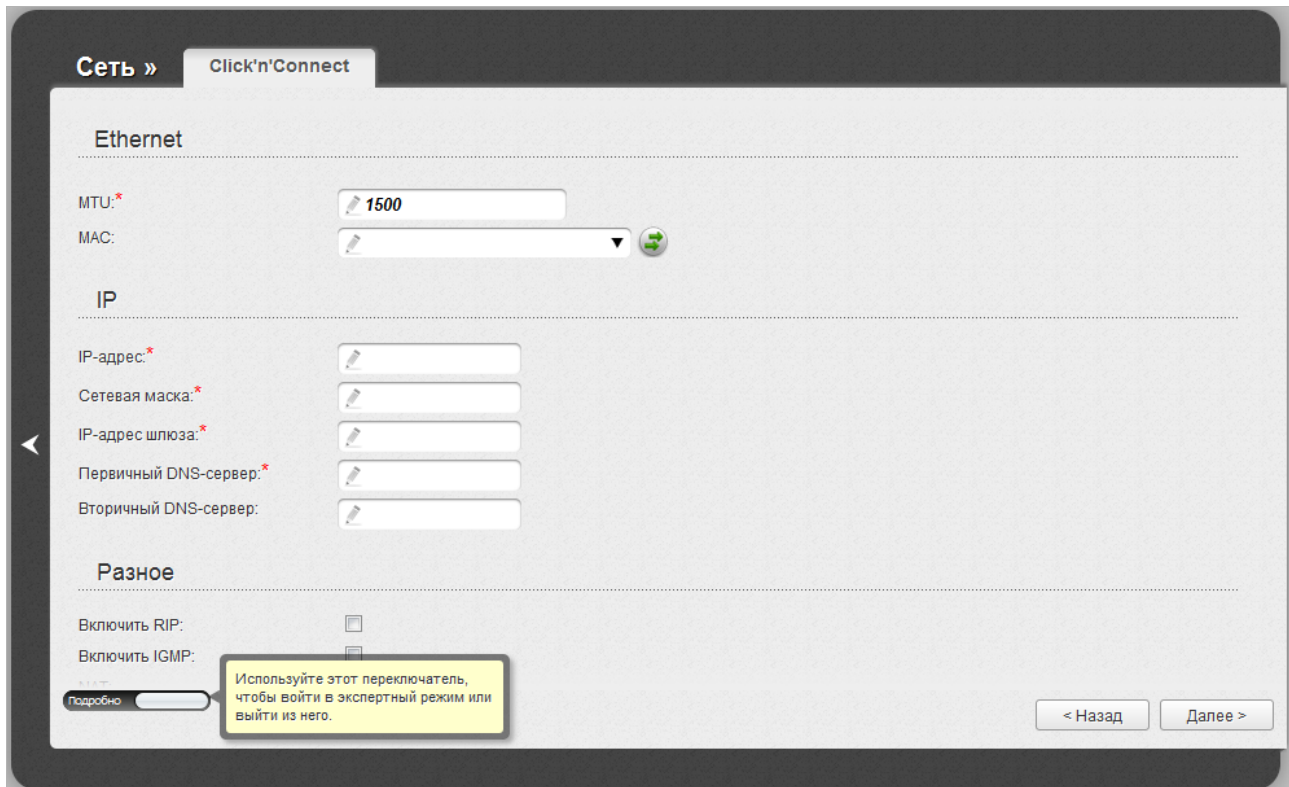 Сеть »
Click'n'Connect
Ethernet
MTU:*
1500
MAC:
IP
IP-адрес:*
Сетевая маска:*
IP-адрес шлюза:*
Первичный DNS-сервер:*
Вторичный DNS-сервер:
Разное
Включить RIP:
Включить IGMP:
NAT:
Подробно
Используйте этот переключатель,
чтобы войти в экспертный режим или
выйти из него.
< Назад
Далее >